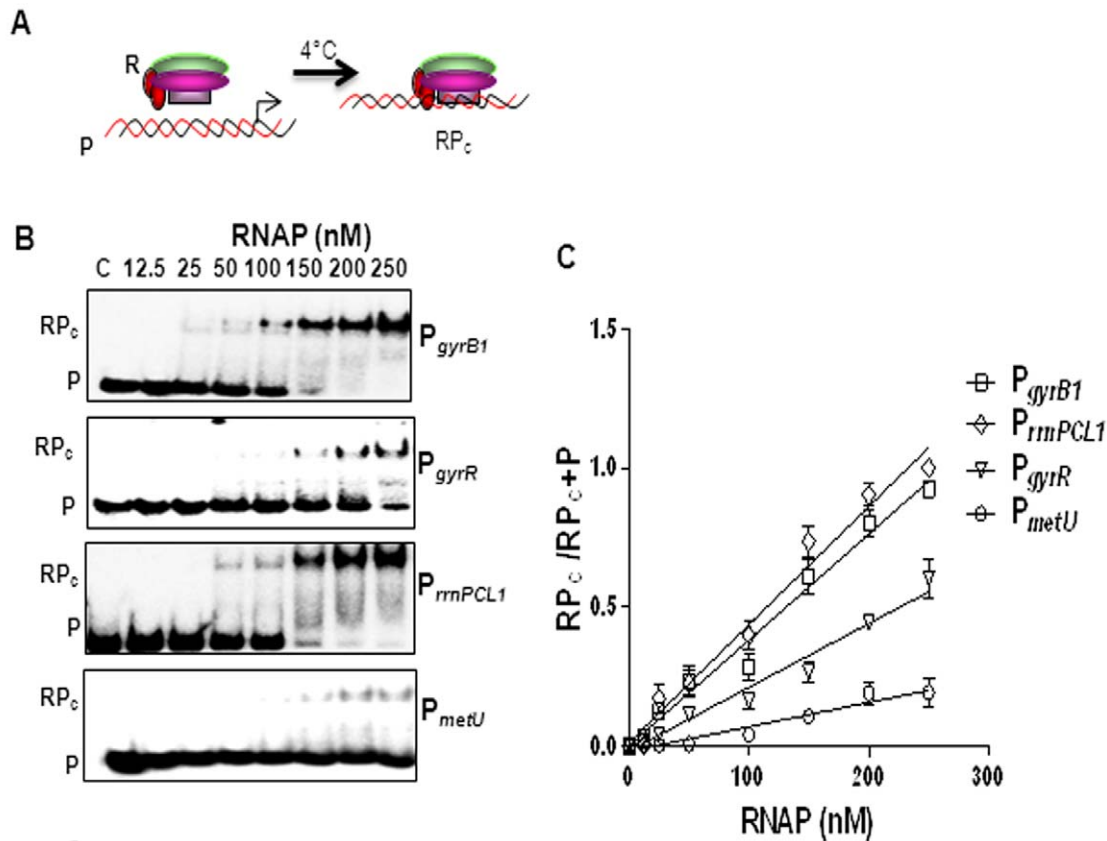 A
R
4°C
P
RPc
B
RNAP (nM)
C 12.5 25 50 100 150 200 250
RPc
P
PgyrB1
RPc
P
PgyrR
RPc
P
PrrnPCL1
RPc
P
PmetU
C
1.5
1.0
0.5
0.0
0 100 200 300
RPc /RPc+P
RNAP (nM)
PgyrB1
PrrnPCL1
PgyrR
PmetU